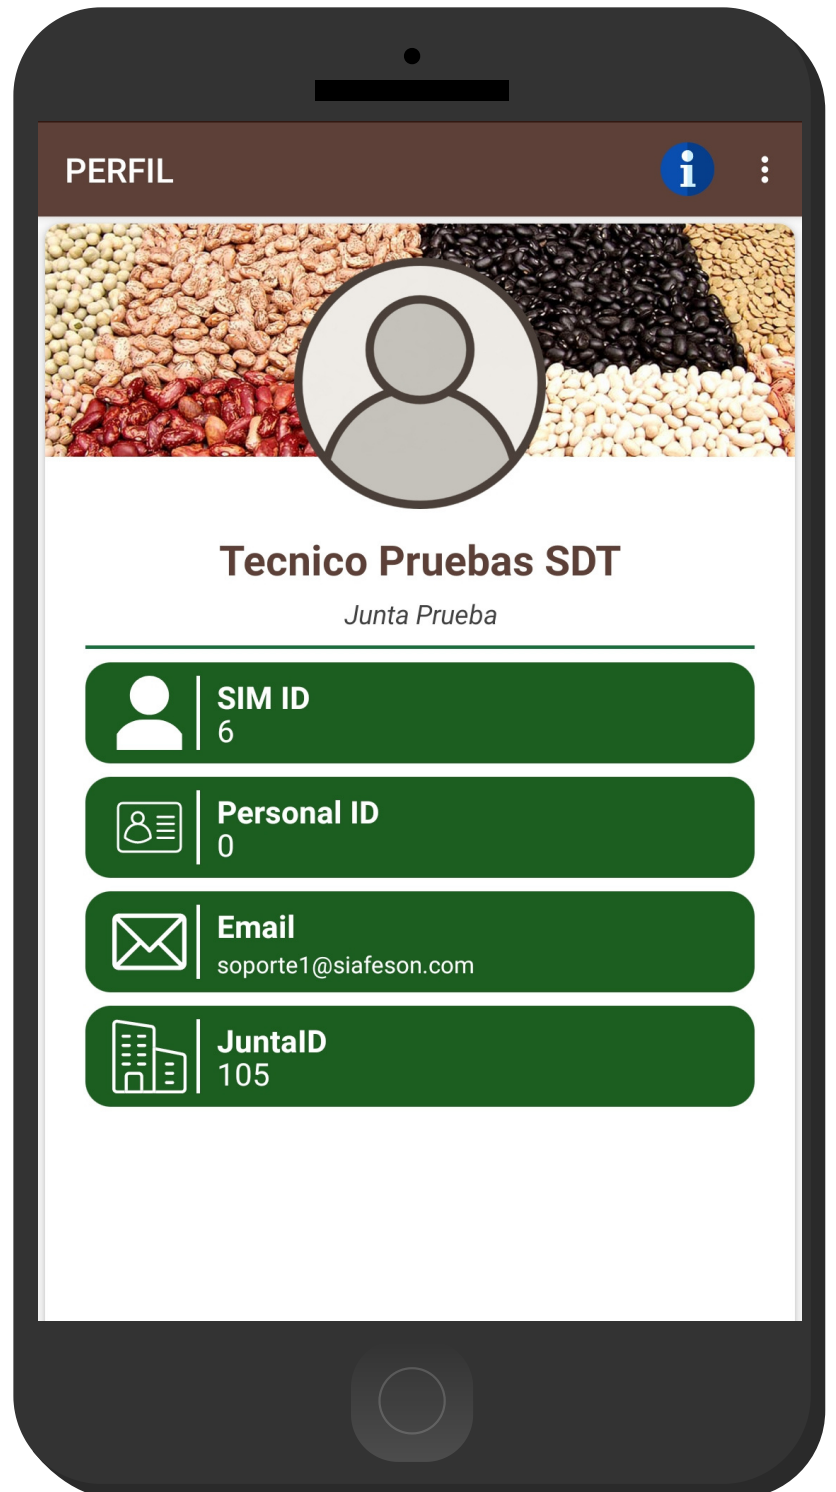 PERFIL
Tecnico Pruebas SDT
Junta Prueba
SIM ID
6
Personal ID
0
Email
soporte1@siafeson.com
JuntaID
105